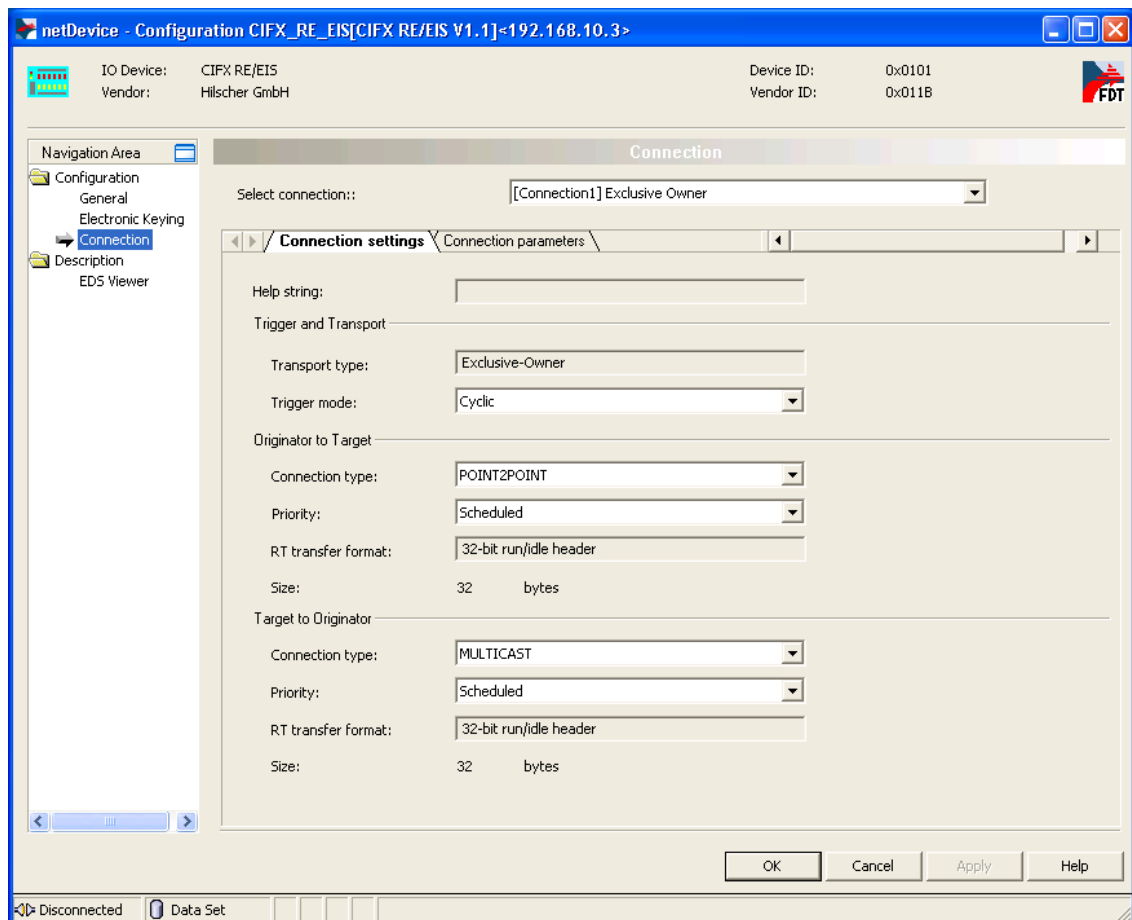 netDevice - Configuration CIFX_RE_EIS[CIFX RE/EIS V1.1]<192.168.10.3>
IO Device: CIFX RE/EIS Device ID: 0x0101
Vendor: Hilscher GmbH Vendor ID: 0x011B
FDT
Navigation Area
Configuration
General
Electronic Keying
Connection
Description
EDS Viewer
Connection
Select connection:: [Connection1] Exclusive Owner
Connection settings Connection parameters
Help string:
Trigger and Transport
Transport type: Exclusive-Owner
Trigger mode: Cyclic
Originator to Target
Connection type: POINT2POINT
Priority: Scheduled
RT transfer format: 32-bit run/idle header
Size: 32 bytes
Target to Originator
Connection type: MULTICAST
Priority: Scheduled
RT transfer format: 32-bit run/idle header
Size: 32 bytes
OK Cancel Apply Help
Disconnected Data Set